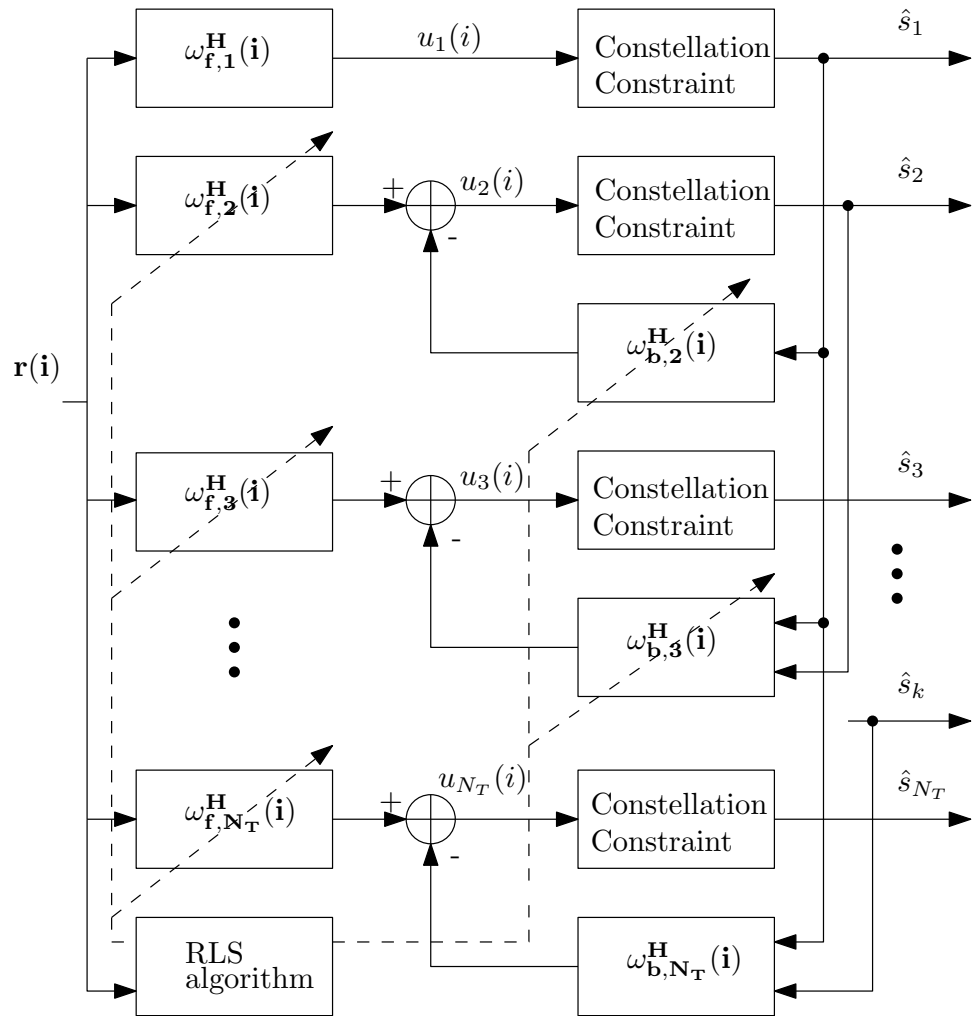 ω^H_{f,1}(i)
u_1(i)
Constellation
Constraint
ŝ_1
ω^H_{f,2}(i)
+
-
u_2(i)
Constellation
Constraint
ŝ_2
ω^H_{b,2}(i)
r(i)
ω^H_{f,3}(i)
+
-
u_3(i)
Constellation
Constraint
ŝ_3
ω^H_{b,3}(i)
ŝ_k
ω^H_{f,N_T}(i)
+
-
u_{N_T}(i)
Constellation
Constraint
ŝ_{N_T}
RLS
algorithm
ω^H_{b,N_T}(i)